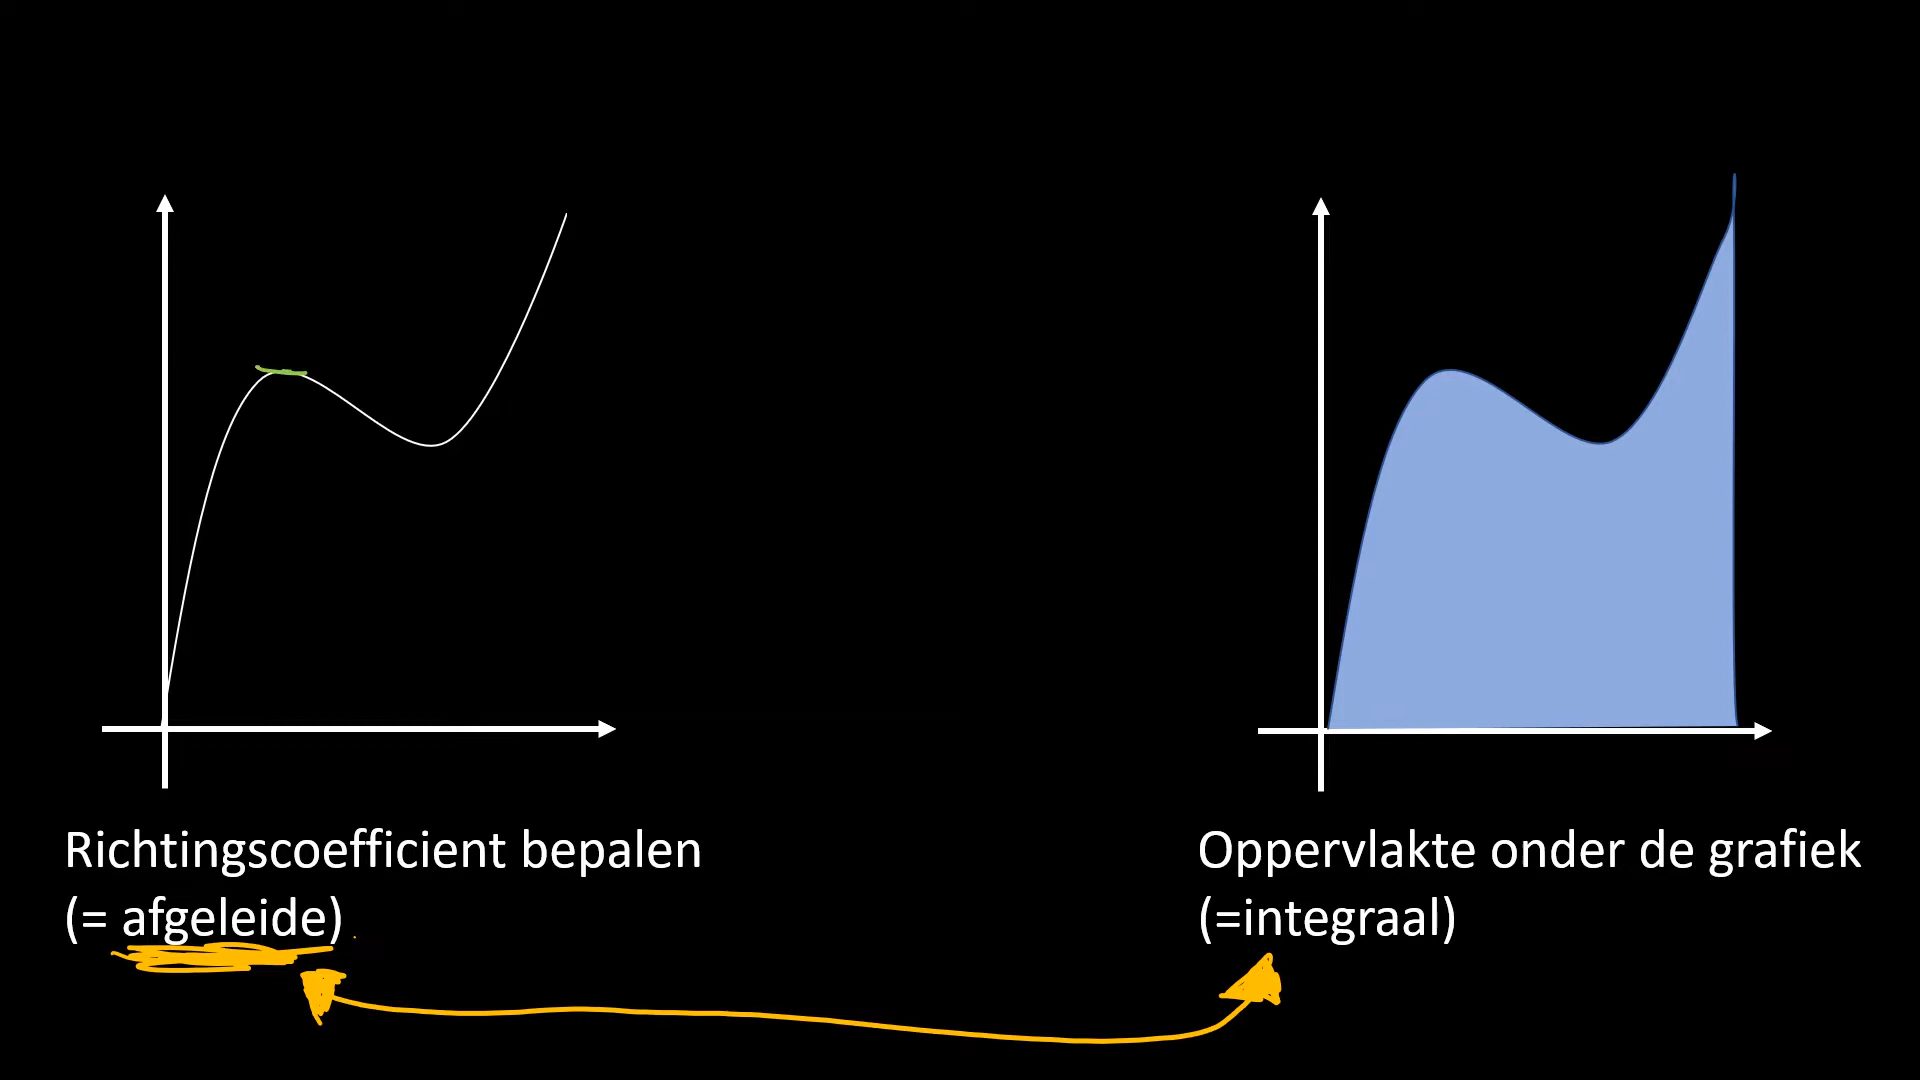 Richtingscoefficient bepalen
(= afgeleide)
Oppervlakte onder de grafiek
(=integraal)